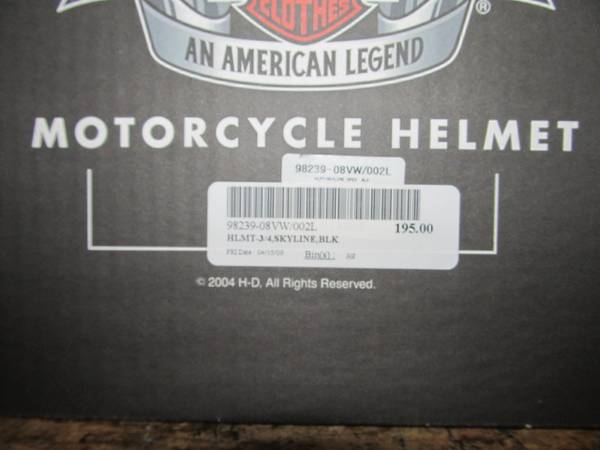 CLOTHES
®
AN AMERICAN LEGEND
MOTORCYCLE HELMET
98239-08VW/002L
98239-08VW/002L
195.00
HLMT-3/4,SKYLINE,BLK
© 2004 H-D, All Rights Reserved.